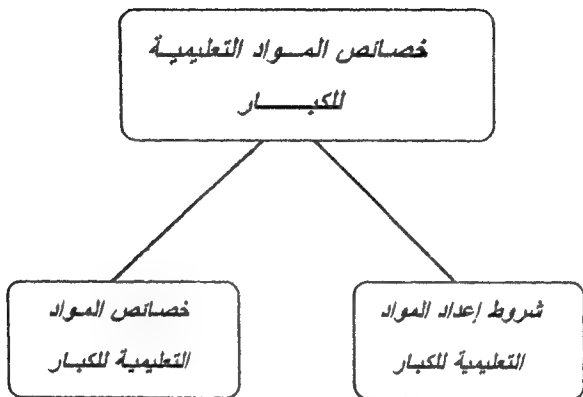 خصائص المواد التعليمية
للكبار
شروط إعداد المواد
التعليمية للكبار
خصائص المواد
التعليمية للكبار